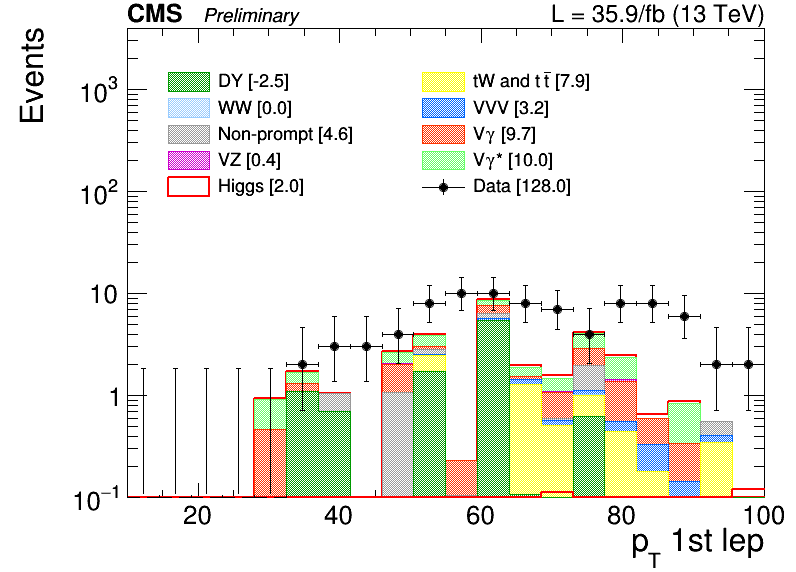 CMS Preliminary L = 35.9/fb (13 TeV)
Events
10³
10²
10
1
10⁻¹
DY [-2.5]
WW [0.0]
Non-prompt [4.6]
VZ [0.4]
Higgs [2.0]
tW and tt̅ [7.9]
VVV [3.2]
Vγ [9.7]
Vγ* [10.0]
Data [128.0]
20 40 60 80 100
p_T 1st lep